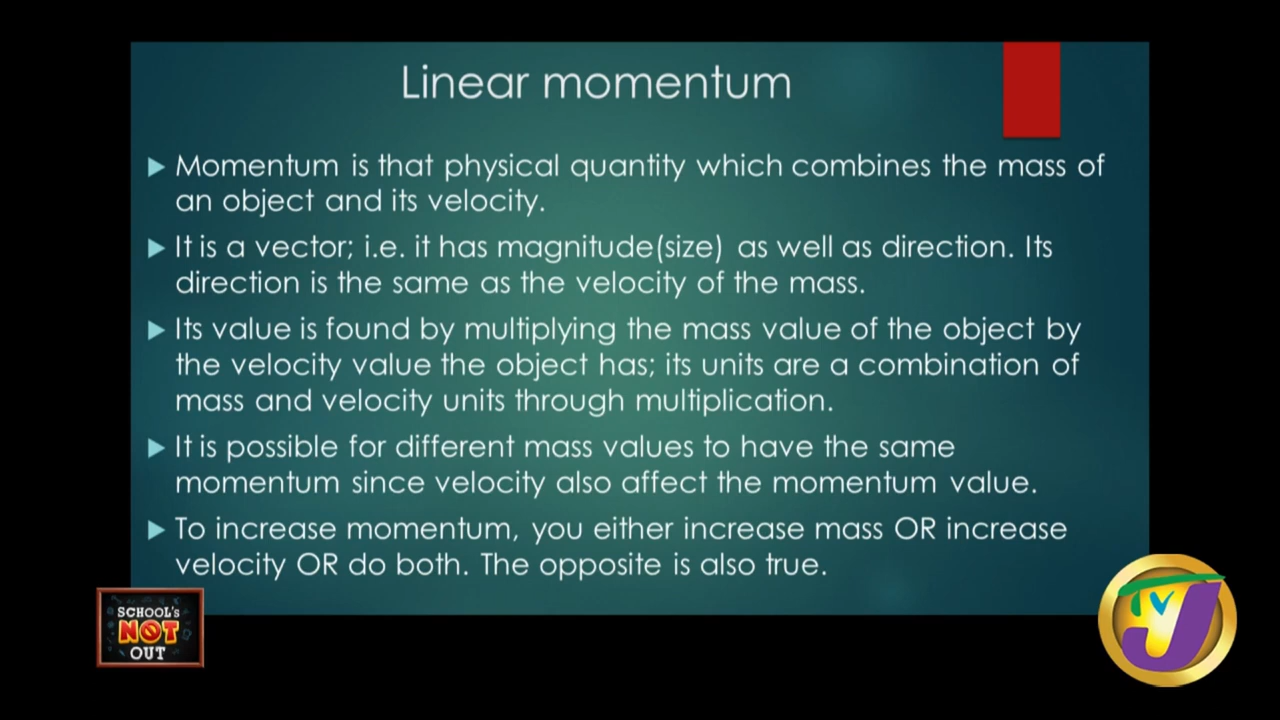 Linear momentum
Momentum is that physical quantity which combines the mass of
an object and its velocity.
It is a vector; i.e. it has magnitude(size) as well as direction. Its
direction is the same as the velocity of the mass.
Its value is found by multiplying the mass value of the object by
the velocity value the object has; its units are a combination of
mass and velocity units through multiplication.
It is possible for different mass values to have the same
momentum since velocity also affect the momentum value.
To increase momentum, you either increase mass OR increase
velocity OR do both. The opposite is also true.
SCHOOL's
NOT
OUT
TVJ